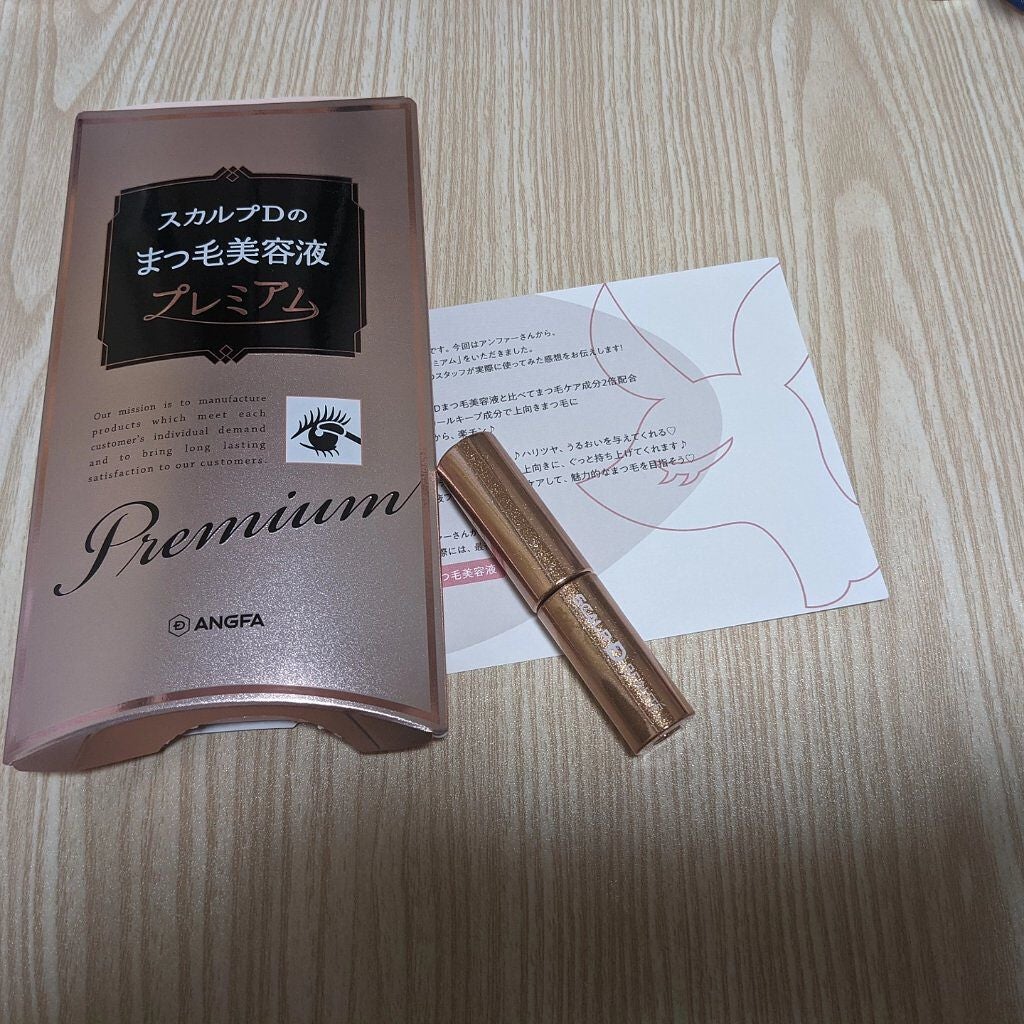 スカルプDの
まつ毛美容液
プレミアム
Our mission is to manufacture
products which meet each
customer's individual demand
and to bring long lasting
satisfaction to our customers.
Premium
ANGFA
です。今回はアンファーさんから、
ミアム」をいただきました。
スタッフが実際に使ってみた感想をお伝えします!
Dまつ毛美容液と比べてまつ毛ケア成分2倍配合
ールキープ成分で上向きまつ毛に
から、楽チン♪
ハリツヤ、うるおいを与えてくれる♡
上向きに、ぐっと持ち上げてくれます♪
ケアして、魅力的なまつ毛を目指そう♡
ァーさんか
際には、最
つ毛美容液
SCALP D